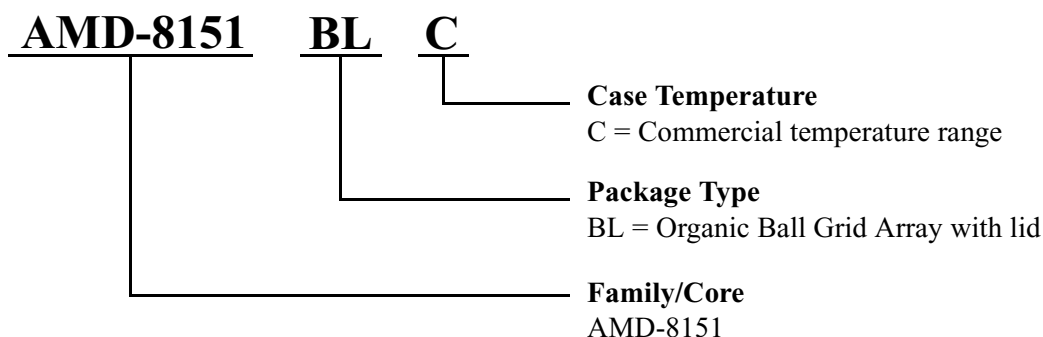 AMD-8151 BL C
Case Temperature
C = Commercial temperature range
Package Type
BL = Organic Ball Grid Array with lid
Family/Core
AMD-8151